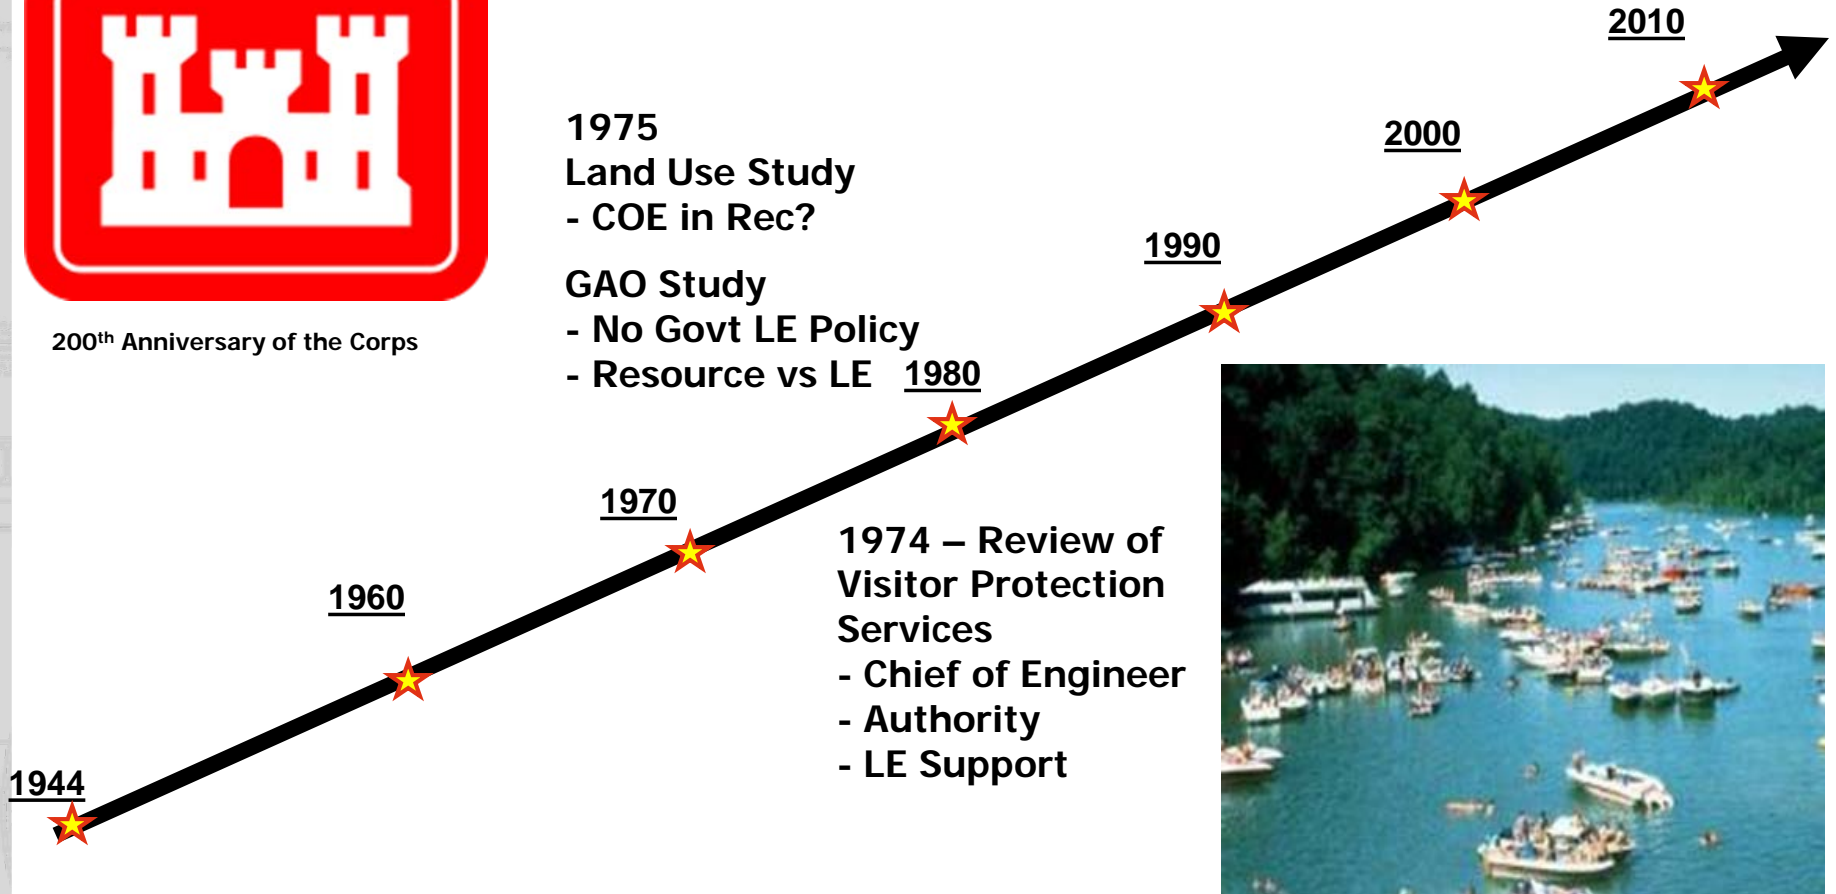 2010
2000
1990
1975
Land Use Study
- COE in Rec?
GAO Study
- No Govt LE Policy
- Resource vs LE
1980
200th Anniversary of the Corps
1970
1974 – Review of
Visitor Protection
Services
- Chief of Engineer
- Authority
- LE Support
1960
1944